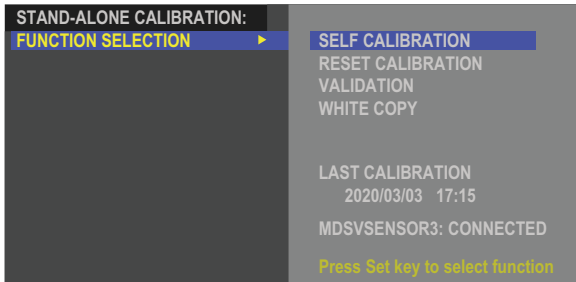 STAND-ALONE CALIBRATION:
FUNCTION SELECTION
SELF CALIBRATION
RESET CALIBRATION
VALIDATION
WHITE COPY
LAST CALIBRATION
2020/03/03 17:15
MDSVSENSOR3: CONNECTED
Press Set key to select function